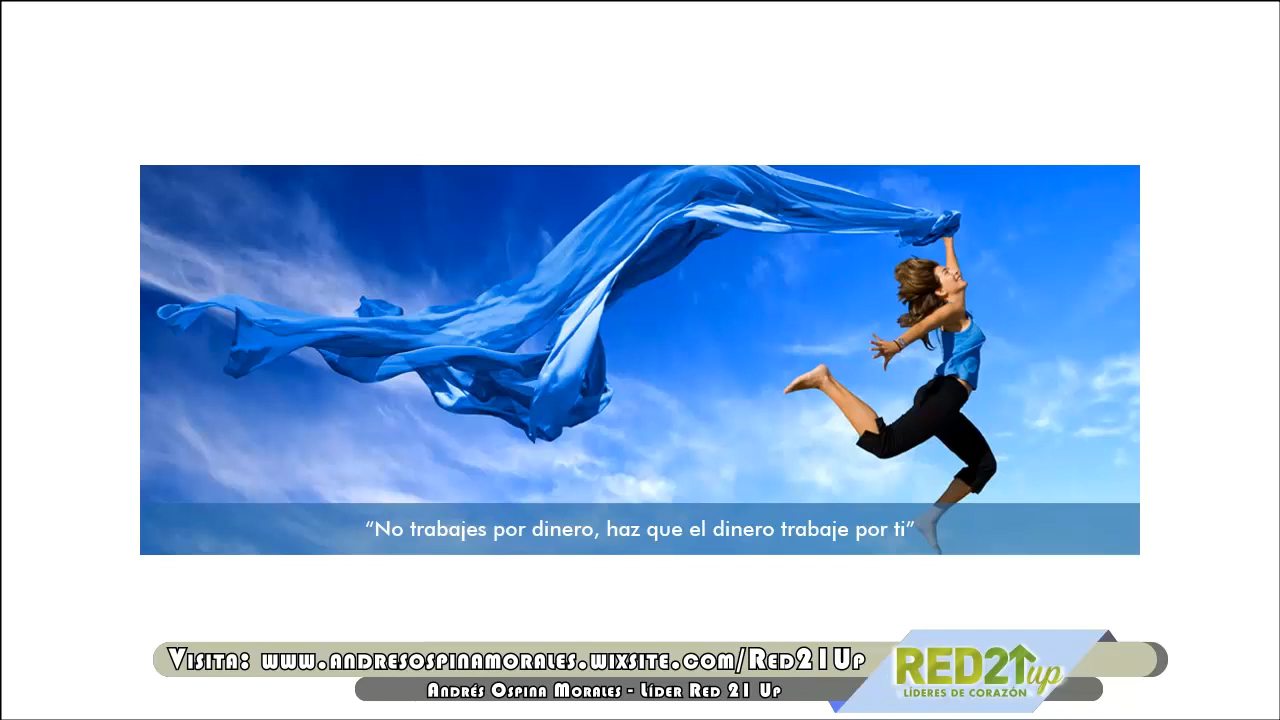 “No trabajes por dinero, haz que el dinero trabaje por ti”
Visita: www.andresospinamorales.wixsite.com/Red21Up
Andrés Ospina Morales - Líder Red 21 Up
RED21up
LÍDERES DE CORAZÓN